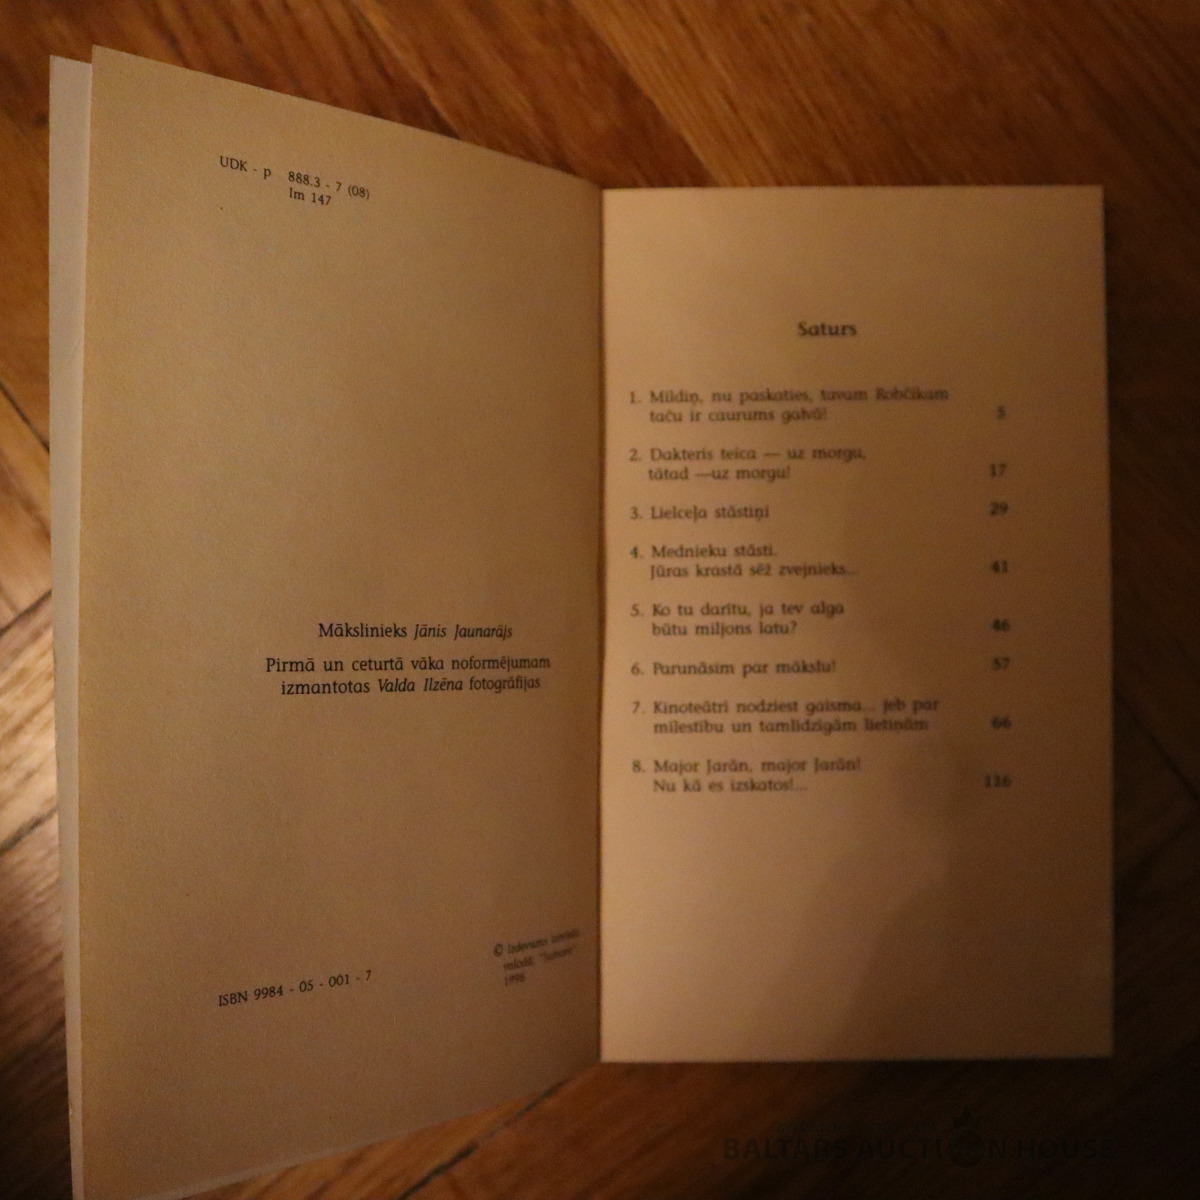 UDK - p 888.3 - 7 (08)
Im 147
Mākslinieks Jānis Jaunarājs
Pirmā un ceturtā vāka noformējumam
izmantotas Valda Ilzēna fotogrāfijas
© Izdevums latviešu
valodā,
1996
ISBN 9984 - 05 - 001 - 7
Saturs
1. Mildiņ, nu paskaties, tavam Robčikam
taču ir caurums galvā! 5
2. Dakteris teica — uz morgu,
tātad —uz morgu! 17
3. Lielceļa stāstiņi 29
4. Mednieku stāsti.
Jūras krastā sēž zvejnieks... 41
5. Ko tu darītu, ja tev alga
būtu miljons latu? 46
6. Parunāsim par mākslu! 57
7. Kinoteātrī nodziest gaisma... jeb par
mīlestību un tamlīdzīgām lietiņām 66
8. Major Jarān, major Jarān!
Nu kā es izskatos!... 116
BALTARS AUCTION HOUSE